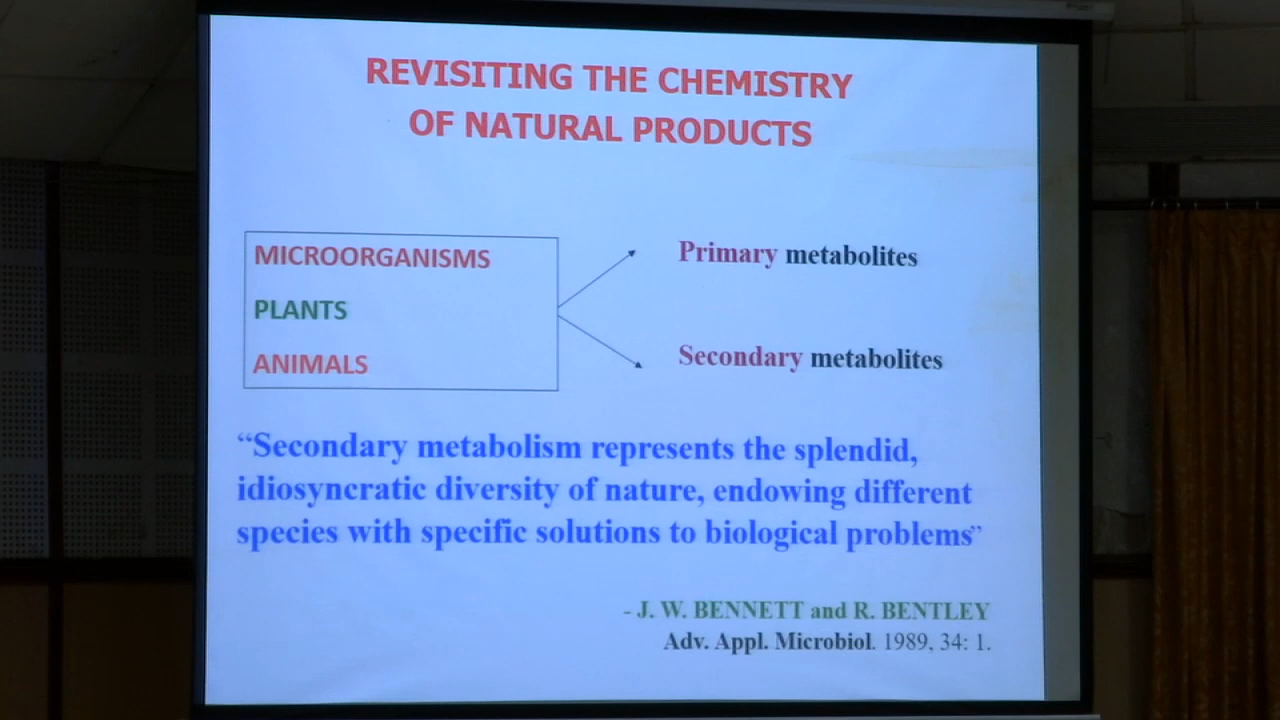 REVISITING THE CHEMISTRY
OF NATURAL PRODUCTS
MICROORGANISMS
PLANTS
ANIMALS
Primary metabolites
Secondary metabolites
“Secondary metabolism represents the splendid,
idiosyncratic diversity of nature, endowing different
species with specific solutions to biological problems”
- J. W. BENNETT and R. BENTLEY
Adv. Appl. Microbiol. 1989, 34: 1.